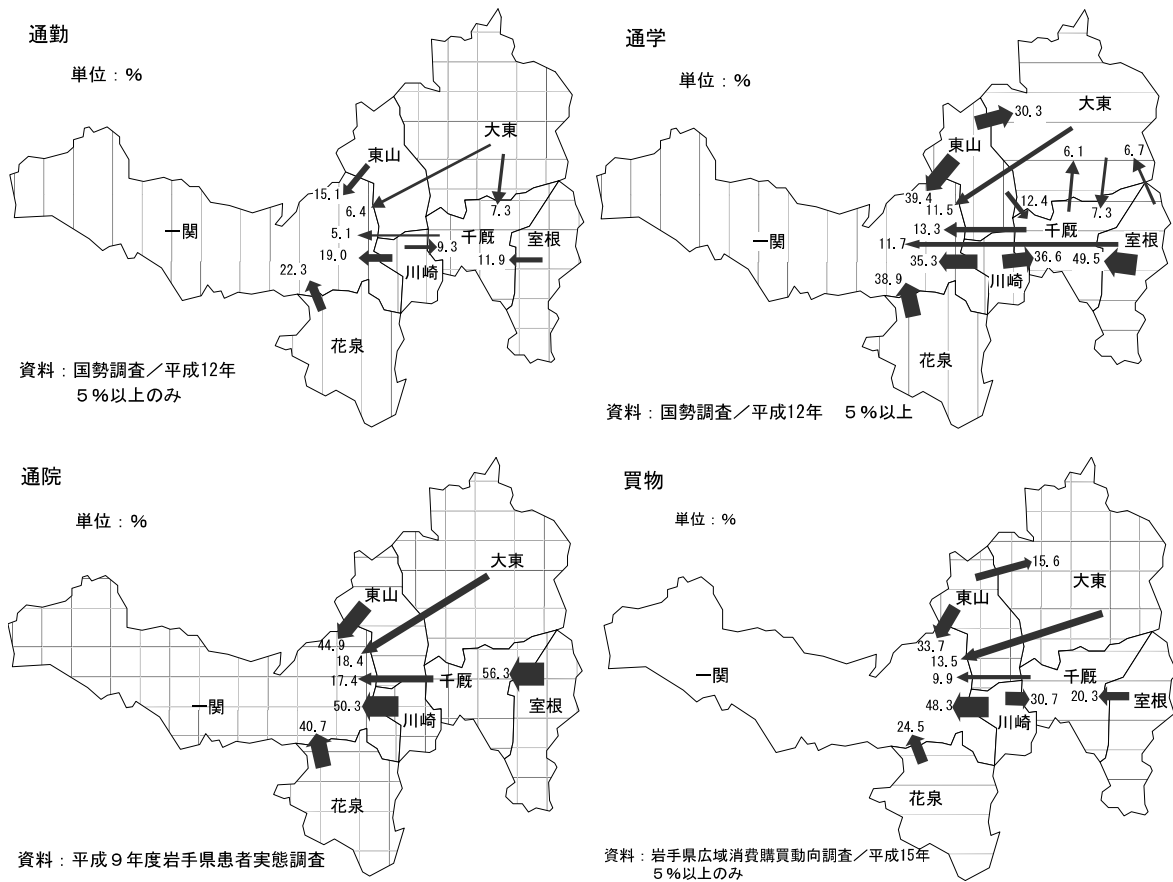 通勤
単位：％
大東
東山
15.1
6.4
7.3
一関
5.1
9.3
千厩
室根
19.0
11.9
川崎
22.3
花泉
資料：国勢調査／平成12年
５％以上のみ
通学
単位：％
30.3
大東
東山
6.1
6.7
39.4
11.5
12.4
7.3
13.3
千厩
一関
11.7
室根
35.3
36.6
49.5
川崎
38.9
花泉
資料：国勢調査／平成12年　５％以上
通院
単位：％
大東
東山
44.9
18.4
17.4
千厩
56.3
一関
50.3
室根
川崎
40.7
花泉
資料：平成９年度岩手県患者実態調査
買物
単位：％
15.6
大東
東山
33.7
13.5
一関
9.9
千厩
48.3
30.7
20.3
室根
川崎
24.5
花泉
資料：岩手県広域消費購買動向調査／平成15年
５％以上のみ